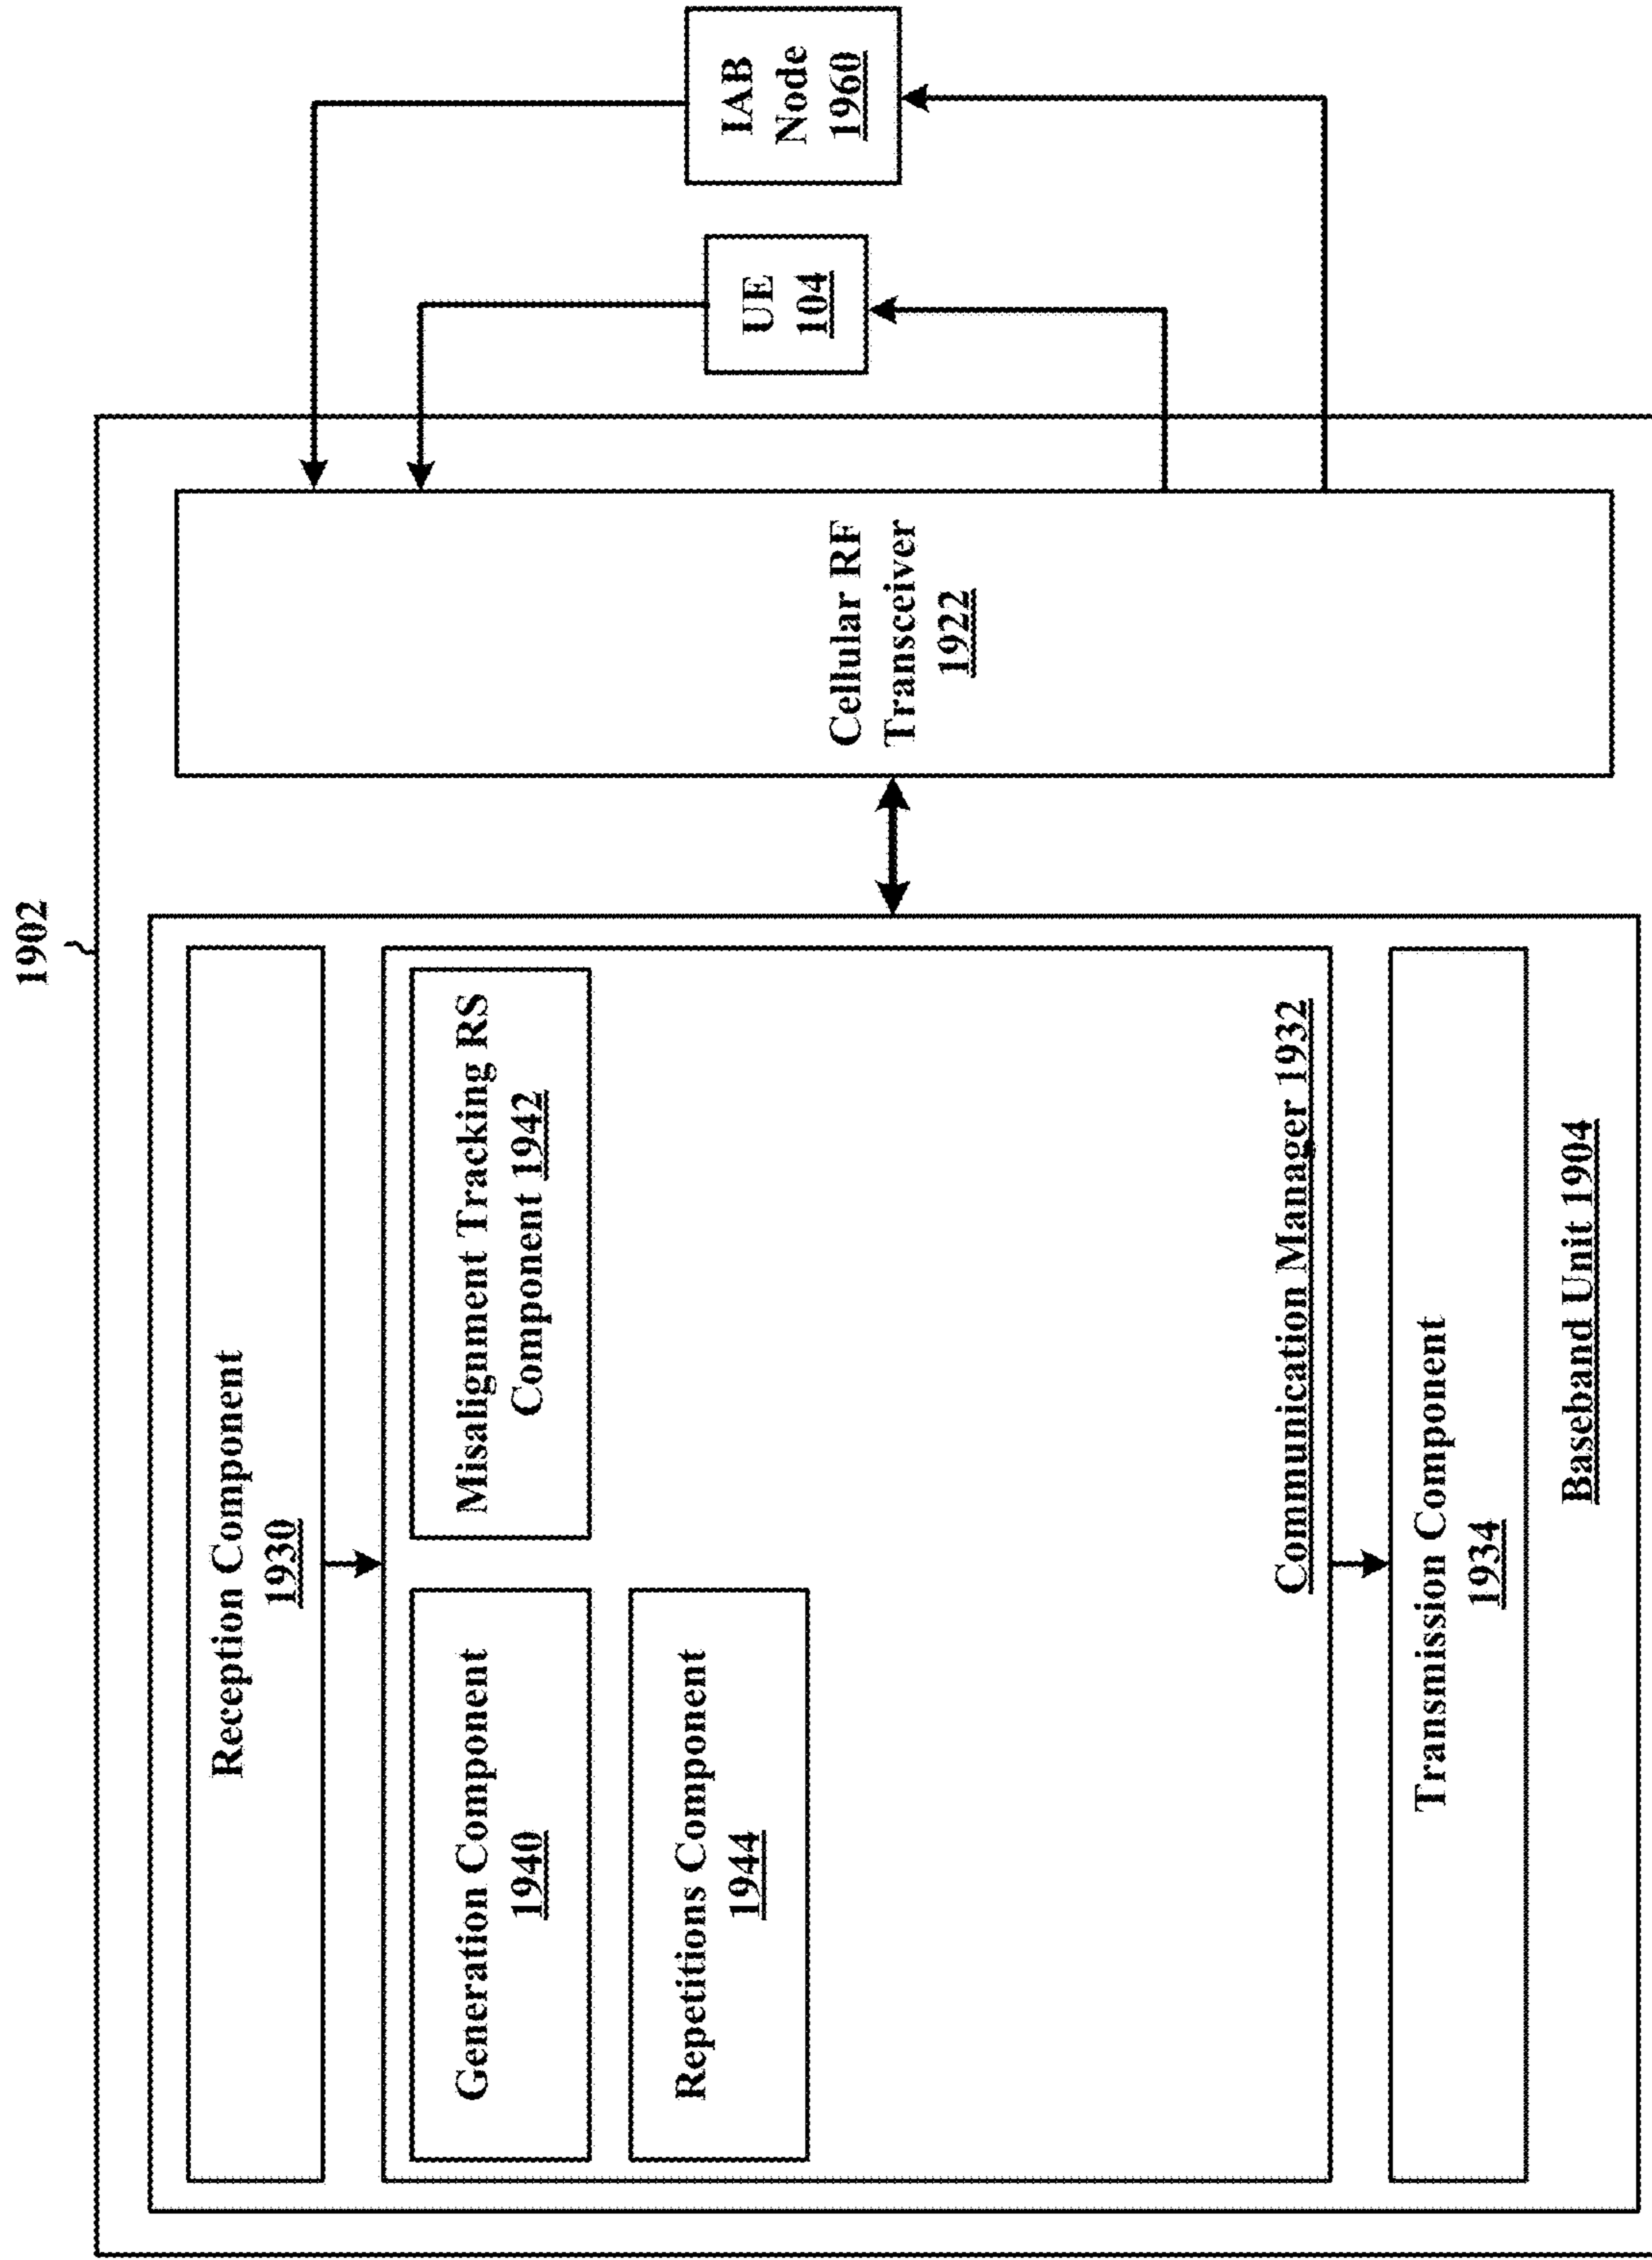 1902
Reception Component
1930
Generation Component
1940
Misalignment Tracking RS
Component 1942
Repetitions Component
1944
Communication Manager 1932
Transmission Component
1934
Baseband Unit 1904
Cellular RF
Transceiver
1922
UE
104
IAB
Node
1960